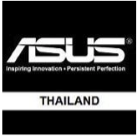 ASUS®
Inspiring Innovation • Persistent Perfection
THAILAND